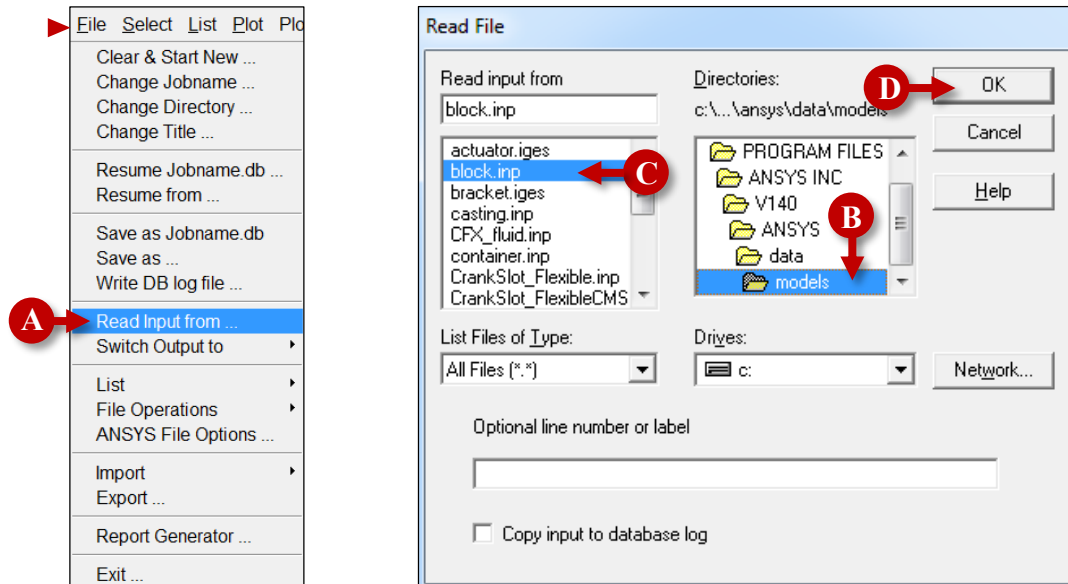 File Select List Plot Plo
Clear & Start New ...
Change Jobname ...
Change Directory ...
Change Title ...
Resume Jobname.db ...
Resume from ...
Save as Jobname.db
Save as ...
Write DB log file ...
A
Read Input from ...
Switch Output to
List
File Operations
ANSYS File Options ...
Import
Export ...
Report Generator ...
Exit ...
Read File
Read input from
block.inp
actuator.iges
block.inp
C
bracket.iges
casting.inp
CFX_fluid.inp
container.inp
CrankSlot_Flexible.inp
CrankSlot_FlexibleCMS
List Files of Type:
All Files (*.*)
Directories:
c:\...\ansys\data\models
PROGRAM FILES
ANSYS INC
V140
ANSYS
B
data
models
Drives:
c:
D
OK
Cancel
Help
Network...
Optional line number or label
Copy input to database log